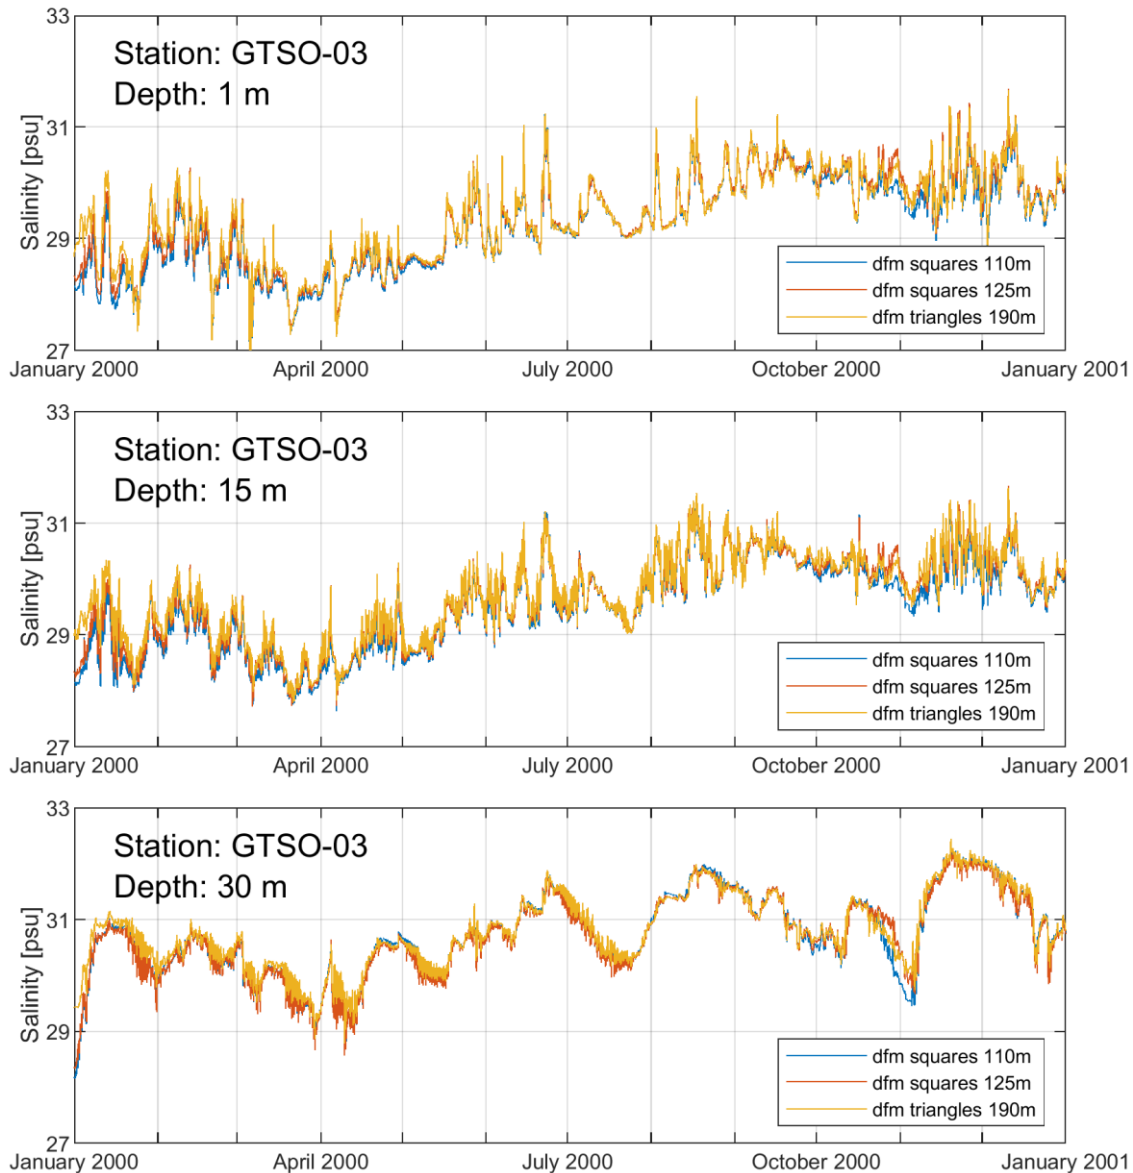 33
Station: GTSO-03
Depth: 1 m
31
Salinity [psu]
29
dfm squares 110m
dfm squares 125m
dfm triangles 190m
27
January 2000 April 2000 July 2000 October 2000 January 2001
33
Station: GTSO-03
Depth: 15 m
31
Salinity [psu]
29
dfm squares 110m
dfm squares 125m
dfm triangles 190m
27
January 2000 April 2000 July 2000 October 2000 January 2001
33
Station: GTSO-03
Depth: 30 m
31
Salinity [psu]
29
dfm squares 110m
dfm squares 125m
dfm triangles 190m
27
January 2000 April 2000 July 2000 October 2000 January 2001